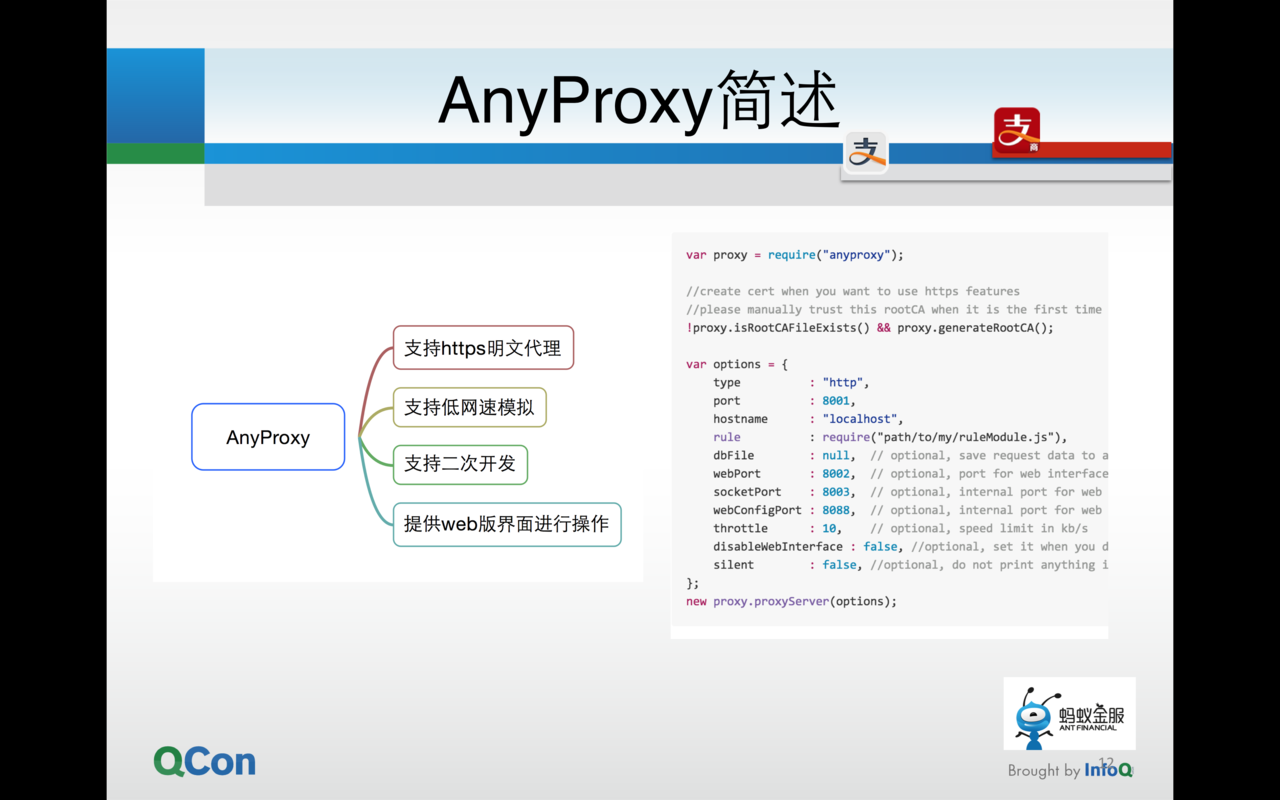 AnyProxy简述
支
支
商
AnyProxy
支持https明文代理
支持低网速模拟
支持二次开发
提供web版界面进行操作
var proxy = require("anyproxy");
//create cert when you want to use https features
//please manually trust this rootCA when it is the first time
!proxy.isRootCAFileExists() && proxy.generateRootCA();
var options = {
type : "http",
port : 8001,
hostname : "localhost",
rule : require("path/to/my/ruleModule.js"),
dbFile : null, // optional, save request data to a
webPort : 8002, // optional, port for web interface
socketPort : 8003, // optional, internal port for web
webConfigPort : 8088, // optional, internal port for web
throttle : 10, // optional, speed limit in kb/s
disableWebInterface : false, //optional, set it when you d
silent : false, //optional, do not print anything i
};
new proxy.proxyServer(options);
蚂蚁金服
ANT FINANCIAL
QCon
12
Brought by InfoQ